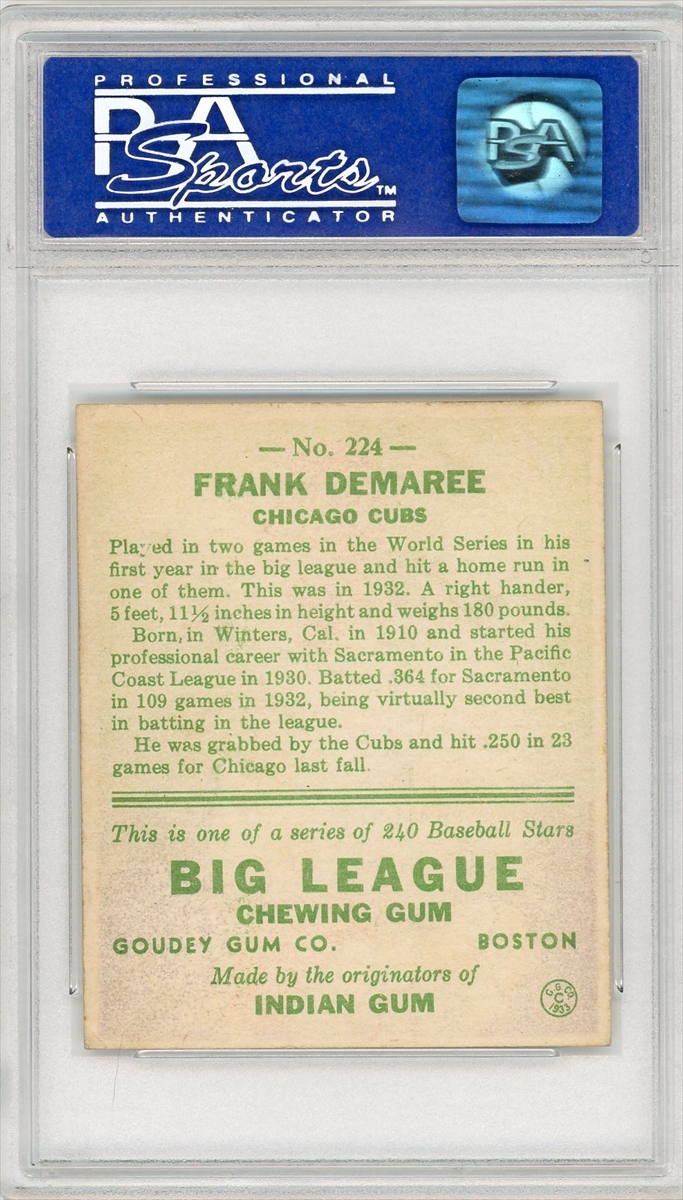 PROFESSIONAL
PSA
Sports™
AUTHENTICATOR
PSA
— No. 224 —
FRANK DEMAREE
CHICAGO CUBS
Played in two games in the World Series in his
first year in the big league and hit a home run in
one of them. This was in 1932. A right hander,
5 feet, 11½ inches in height and weighs 180 pounds.
Born, in Winters, Cal. in 1910 and started his
professional career with Sacramento in the Pacific
Coast League in 1930. Batted .364 for Sacramento
in 109 games in 1932, being virtually second best
in batting in the league.
He was grabbed by the Cubs and hit .250 in 23
games for Chicago last fall.
This is one of a series of 240 Baseball Stars
BIG LEAGUE
CHEWING GUM
GOUDEY GUM CO. BOSTON
Made by the originators of
INDIAN GUM
G.G.CO.
C
1933